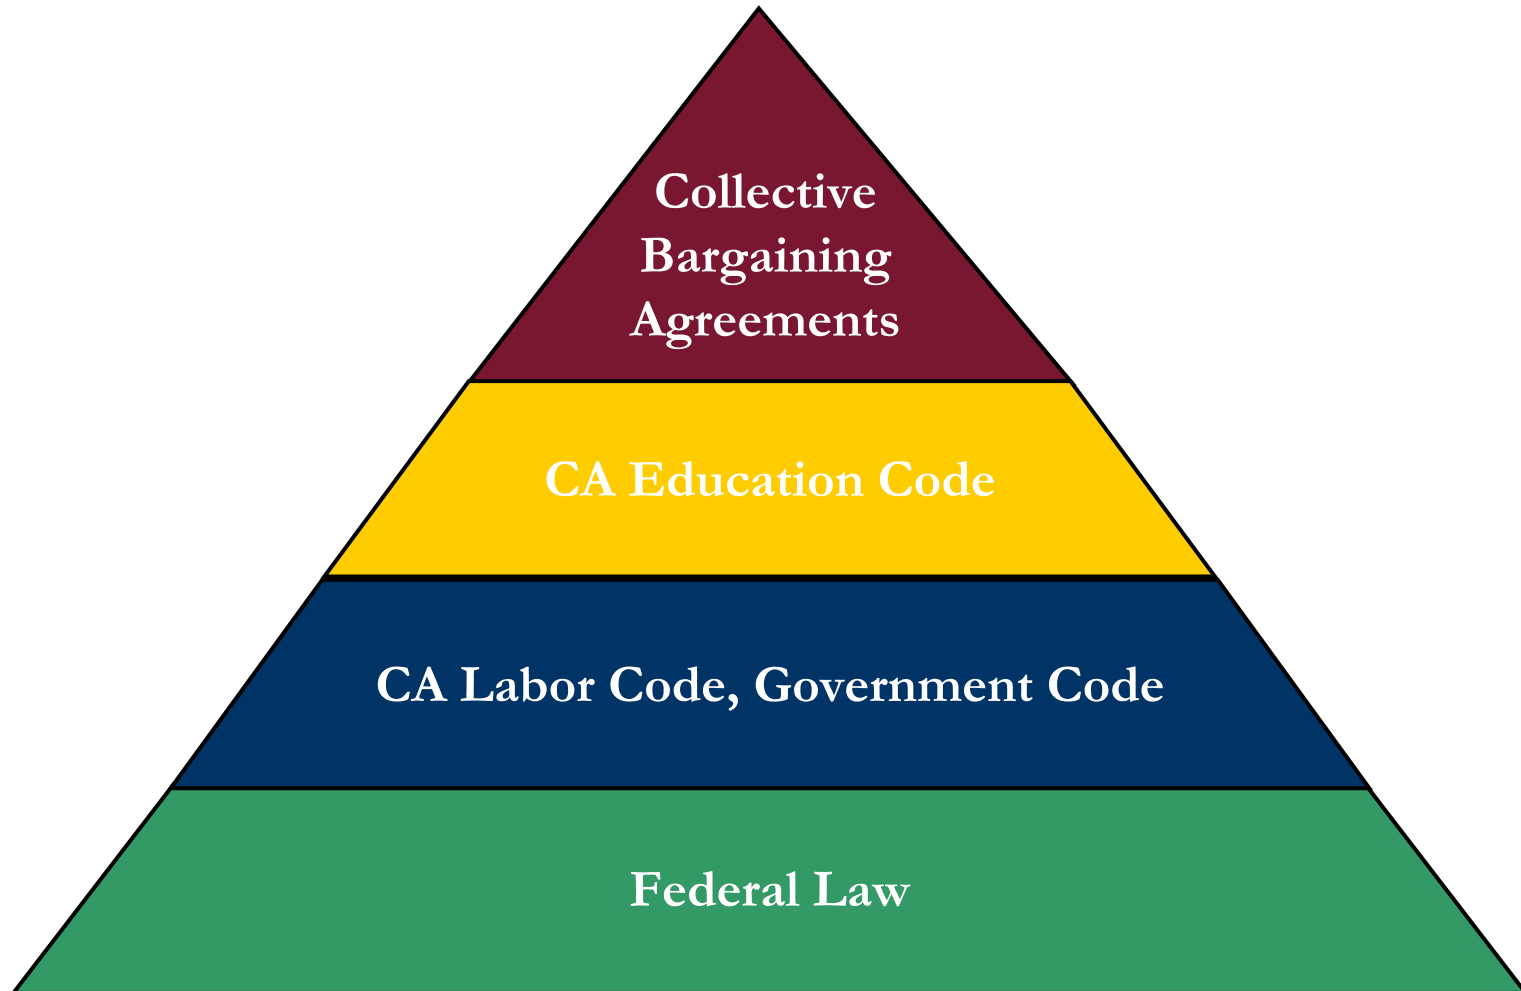 Collective
Bargaining
Agreements
CA Education Code
CA Labor Code, Government Code
Federal Law